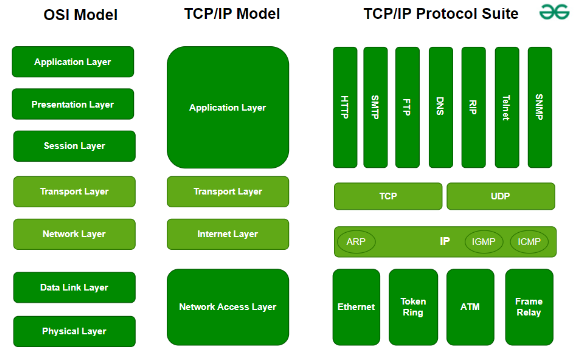 OSI Model
TCP/IP Model
TCP/IP Protocol Suite
Application Layer
Presentation Layer
Session Layer
Transport Layer
Network Layer
Data Link Layer
Physical Layer
Application Layer
Transport Layer
Internet Layer
Network Access Layer
HTTP
SMTP
FTP
DNS
RIP
Telnet
SNMP
TCP
UDP
ARP
IP
IGMP
ICMP
Ethernet
Token
Ring
ATM
Frame
Relay